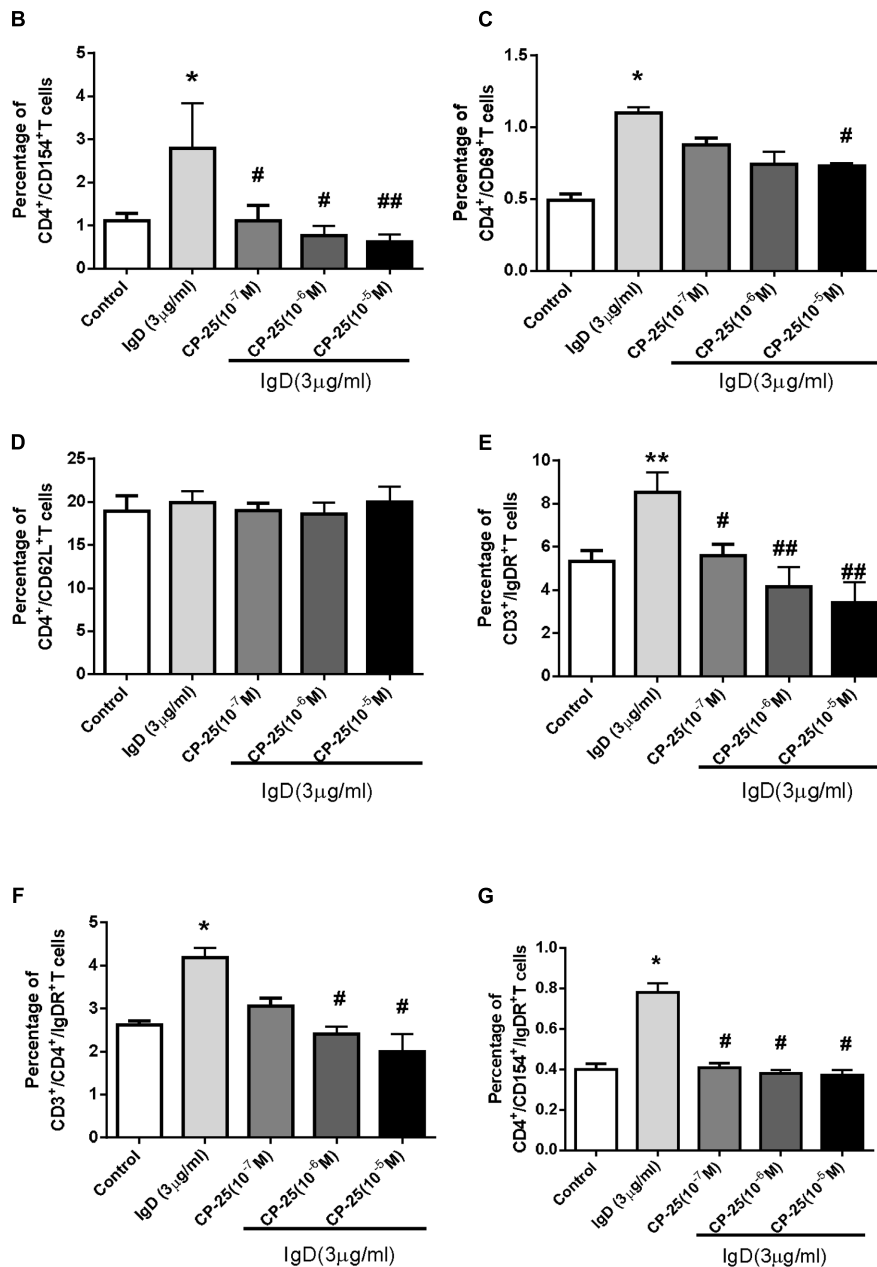 B
Percentage of
CD4⁺/CD154⁺T cells
5
4
3
2
1
0
*
#
#
##
Control
IgD (3μg/ml)
CP-25(10⁻⁷M)
CP-25(10⁻⁶M)
CP-25(10⁻⁵M)
IgD(3μg/ml)
C
Percentage of
CD4⁺/CD69⁺T cells
1.5
1.0
0.5
0.0
*
#
Control
IgD (3μg/ml)
CP-25(10⁻⁷M)
CP-25(10⁻⁶M)
CP-25(10⁻⁵M)
IgD(3μg/ml)
D
Percentage of
CD4⁺/CD62L⁺T cells
25
20
15
10
5
0
Control
IgD (3μg/ml)
CP-25(10⁻⁷M)
CP-25(10⁻⁶M)
CP-25(10⁻⁵M)
IgD(3μg/ml)
E
Percentage of
CD3⁺/IgDR⁺T cells
10
8
6
4
2
0
**
#
##
##
Control
IgD (3μg/ml)
CP-25(10⁻⁷M)
CP-25(10⁻⁶M)
CP-25(10⁻⁵M)
IgD(3μg/ml)
F
Percentage of
CD3⁺/CD4⁺/IgDR⁺T cells
5
4
3
2
1
0
*
#
#
Control
IgD (3μg/ml)
CP-25(10⁻⁷M)
CP-25(10⁻⁶M)
CP-25(10⁻⁵M)
IgD(3μg/ml)
G
Percentage of
CD4⁺/CD154⁺/IgDR⁺T cells
1.0
0.8
0.6
0.4
0.2
0.0
*
#
#
#
Control
IgD (3μg/ml)
CP-25(10⁻⁷M)
CP-25(10⁻⁶M)
CP-25(10⁻⁵M)
IgD(3μg/ml)